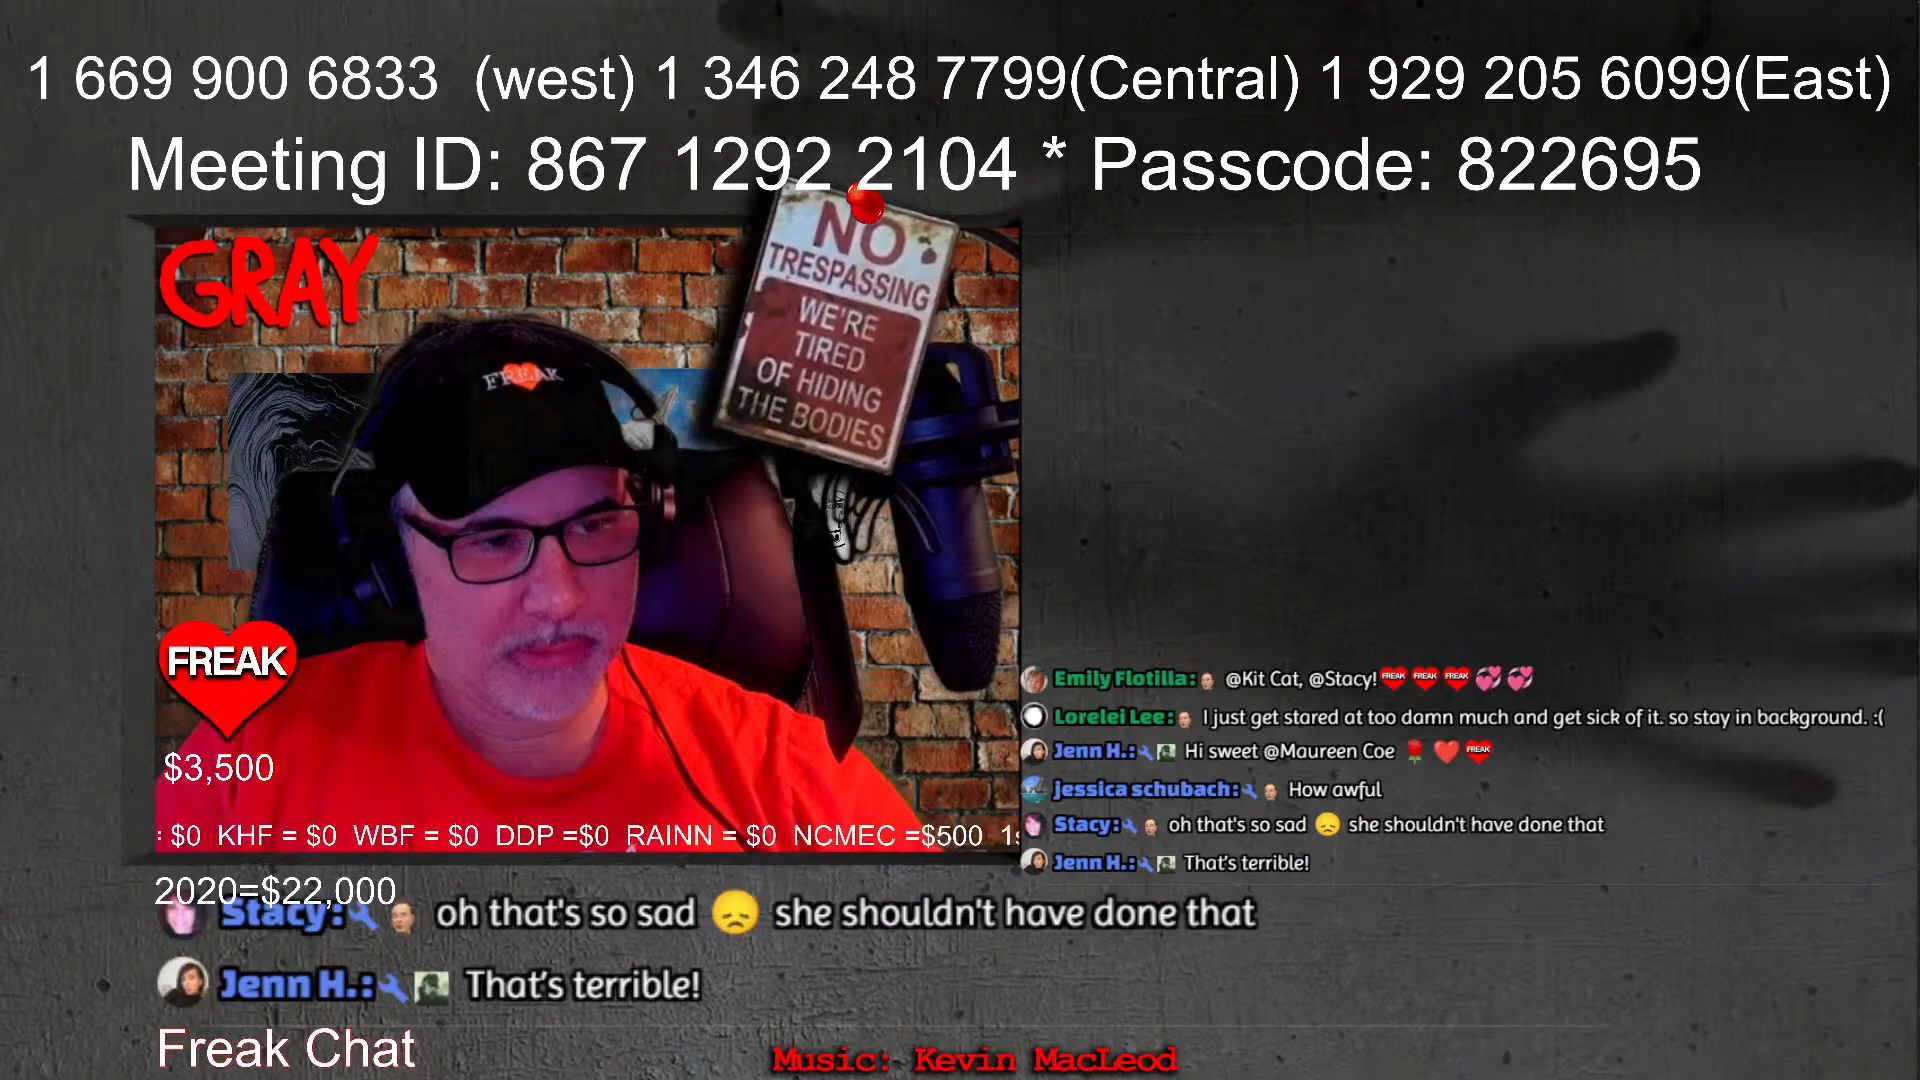 1 669 900 6833 (west) 1 346 248 7799(Central) 1 929 205 6099(East)
Meeting ID: 867 1292 2104 * Passcode: 822695
GRAY
NO
TRESPASSING
WE'RE
TIRED
OF HIDING
THE BODIES
FREAK
FREAK
$3,500
: $0 KHF = $0 WBF = $0 DDP =$0 RAINN = $0 NCMEC =$500
Emily Flotilla: @Kit Cat, @Stacy! FREAK FREAK FREAK 💞 💞
Lorelei Lee: I just get stared at too damn much and get sick of it. so stay in background. :(
Jenn H.: Hi sweet @Maureen Coe 🌹 ❤️ FREAK
jessica schubach: How awful
Stacy: oh that's so sad 😞 she shouldn't have done that
Jenn H.: That's terrible!
2020=$22,000
Stacy: oh that's so sad 😞 she shouldn't have done that
Jenn H.: That's terrible!
Freak Chat
Music: Kevin MacLeod